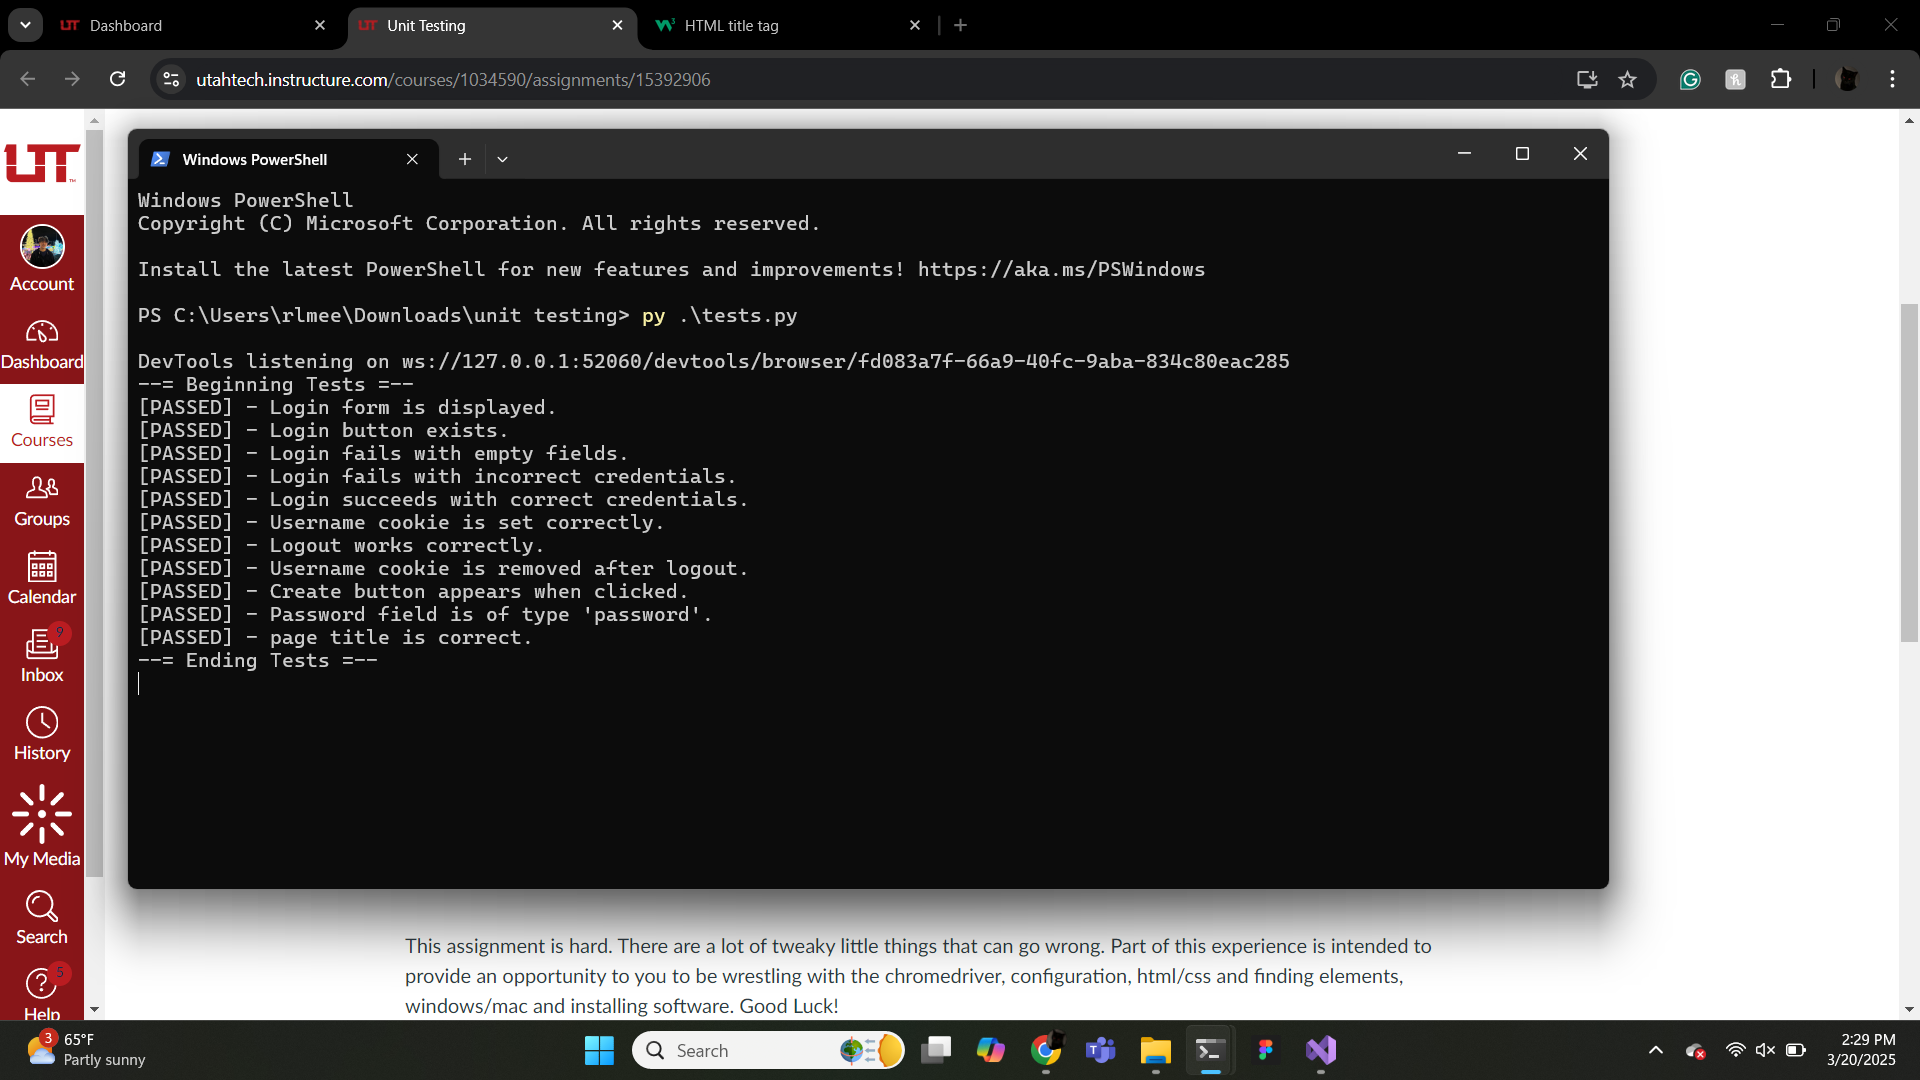 Dashboard
Unit Testing
HTML title tag
utahtech.instructure.com/courses/1034590/assignments/15392906
UT
Account
Dashboard
Courses
Groups
Calendar
9
Inbox
History
My Media
Search
5
Help
Windows PowerShell
Windows PowerShell
Copyright (C) Microsoft Corporation. All rights reserved.
Install the latest PowerShell for new features and improvements! https://aka.ms/PSWindows
PS C:\Users\rlmee\Downloads\unit testing> py .\tests.py
DevTools listening on ws://127.0.0.1:52060/devtools/browser/fd083a7f-66a9-40fc-9aba-834c80eac285
--= Beginning Tests =--
[PASSED] - Login form is displayed.
[PASSED] - Login button exists.
[PASSED] - Login fails with empty fields.
[PASSED] - Login fails with incorrect credentials.
[PASSED] - Login succeeds with correct credentials.
[PASSED] - Username cookie is set correctly.
[PASSED] - Logout works correctly.
[PASSED] - Username cookie is removed after logout.
[PASSED] - Create button appears when clicked.
[PASSED] - Password field is of type 'password'.
[PASSED] - page title is correct.
--= Ending Tests =--
This assignment is hard. There are a lot of tweaky little things that can go wrong. Part of this experience is intended to
provide an opportunity to you to be wrestling with the chromedriver, configuration, html/css and finding elements,
windows/mac and installing software. Good Luck!
3
65°F
Partly sunny
Search
2:29 PM
3/20/2025